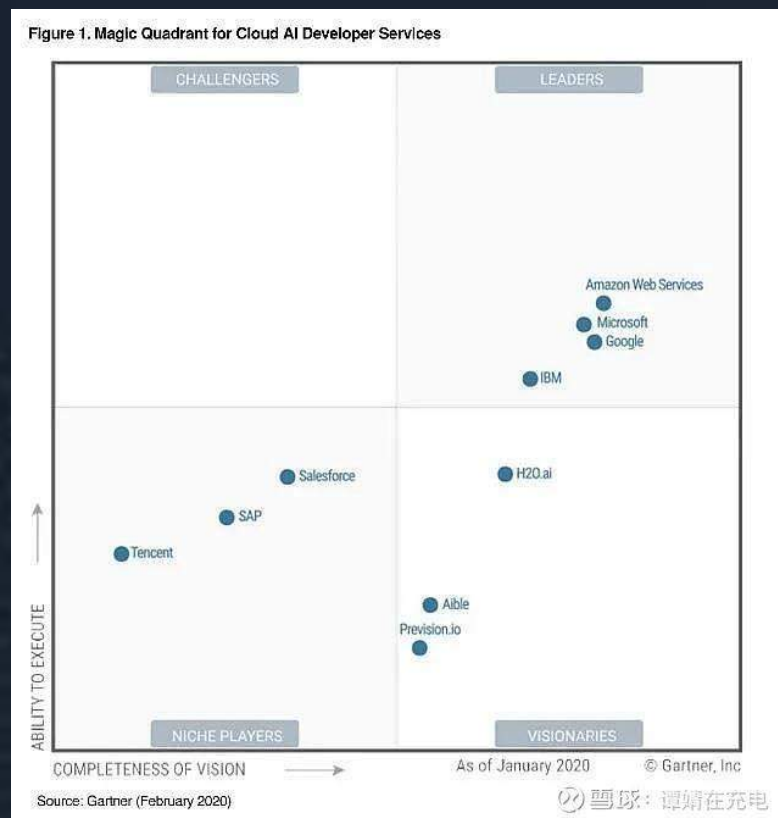 Figure 1. Magic Quadrant for Cloud AI Developer Services
CHALLENGERS
LEADERS
Amazon Web Services
Microsoft
Google
IBM
Salesforce
H2O.ai
SAP
Tencent
Aible
Prevision.io
ABILITY TO EXECUTE
NICHE PLAYERS
VISIONARIES
COMPLETENESS OF VISION
As of January 2020
© Gartner, Inc
Source: Gartner (February 2020)
雪球：谭婧在充电